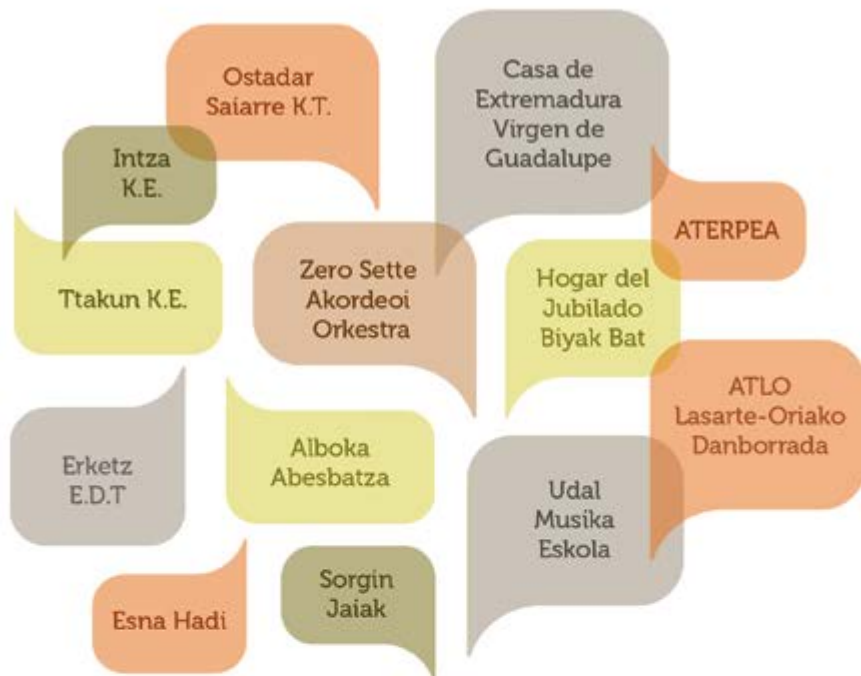 Ostadar
Saiarre K.T.
Casa de
Extremadura
Virgen de
Guadalupe
Intza
K.E.
ATERPEA
Ttakun K.E.
Zero Sette
Akordeoi
Orkestra
Hogar del
Jubilado
Biyak Bat
ATLO
Lasarte-Oriako
Danborrada
Erketz
E.D.T
Alboka
Abesbatza
Udal
Musika
Eskola
Esna Hadi
Sorgin
Jaiak